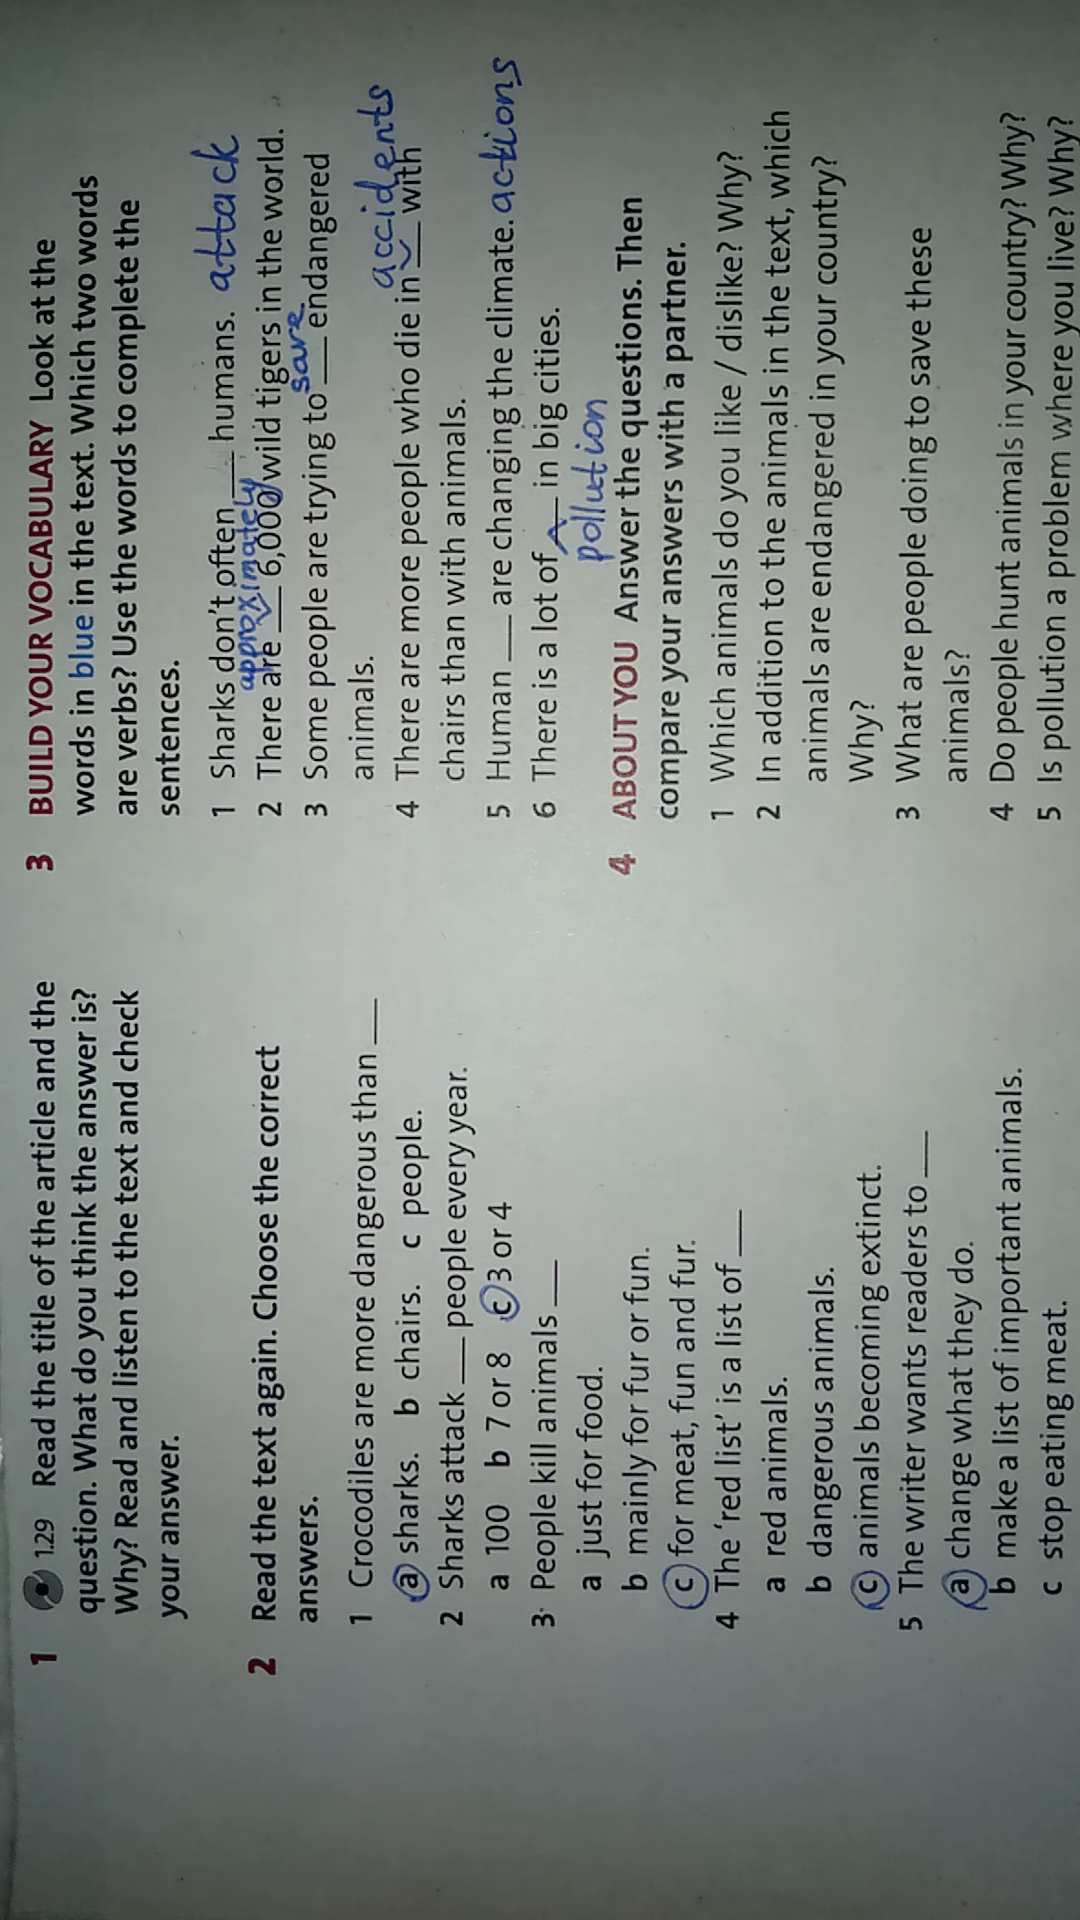 1 1.29 Read the title of the article and the
question. What do you think the answer is?
Why? Read and listen to the text and check
your answer.
2 Read the text again. Choose the correct
answers.
1 Crocodiles are more dangerous than ___
a sharks. b chairs. c people.
2 Sharks attack ___ people every year.
a 100 b 7 or 8 c 3 or 4
3 People kill animals ___
a just for food.
b mainly for fur or fun.
c for meat, fun and fur.
4 The 'red list' is a list of ___
a red animals.
b dangerous animals.
c animals becoming extinct.
5 The writer wants readers to ___
a change what they do.
b make a list of important animals.
c stop eating meat.
3 BUILD YOUR VOCABULARY Look at the
words in blue in the text. Which two words
are verbs? Use the words to complete the
sentences.
1 Sharks don't often ___ humans. attack
approximately
2 There are ___ 6,000 wild tigers in the world.
save
3 Some people are trying to ___ endangered
animals.
accidents
4 There are more people who die in ___ with
chairs than with animals.
5 Human ___ are changing the climate. actions
6 There is a lot of ___ in big cities.
pollution
4 ABOUT YOU Answer the questions. Then
compare your answers with a partner.
1 Which animals do you like / dislike? Why?
2 In addition to the animals in the text, which
animals are endangered in your country?
Why?
3 What are people doing to save these
animals?
4 Do people hunt animals in your country? Why?
5 Is pollution a problem where you live? Why?